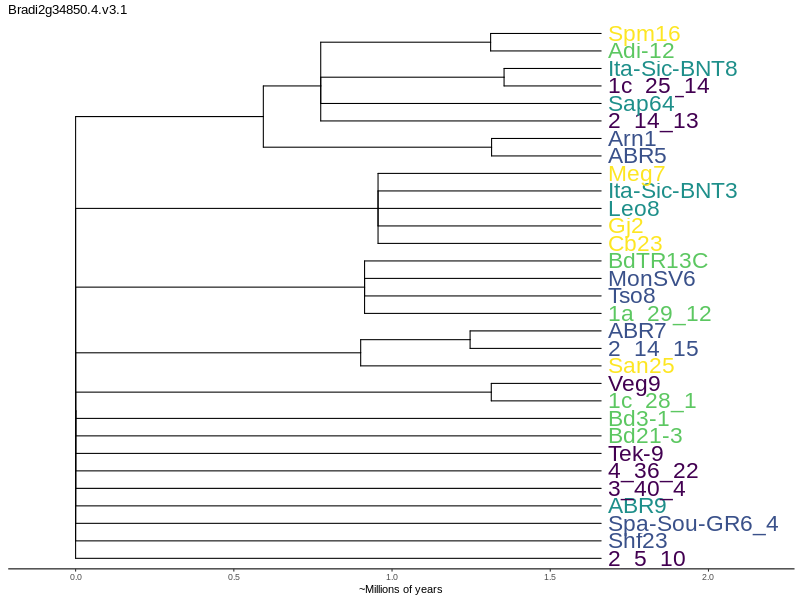 Bradi2g34850.4.v3.1
Spm16
Adi-12
Ita-Sic-BNT8
1c_25_14
Sap64
2_14_13
Arn1
ABR5
Meg7
Ita-Sic-BNT3
Leo8
Gj2
Cb23
BdTR13C
MonSV6
Tso8
1a_29_12
ABR7
2_14_15
San25
Veg9
1c_28_1
Bd3-1
Bd21-3
Tek-9
4_36_22
3_40_4
ABR9
Spa-Sou-GR6_4
Shf23
2_5_10
0.0 0.5 1.0 1.5 2.0
~Millions of years